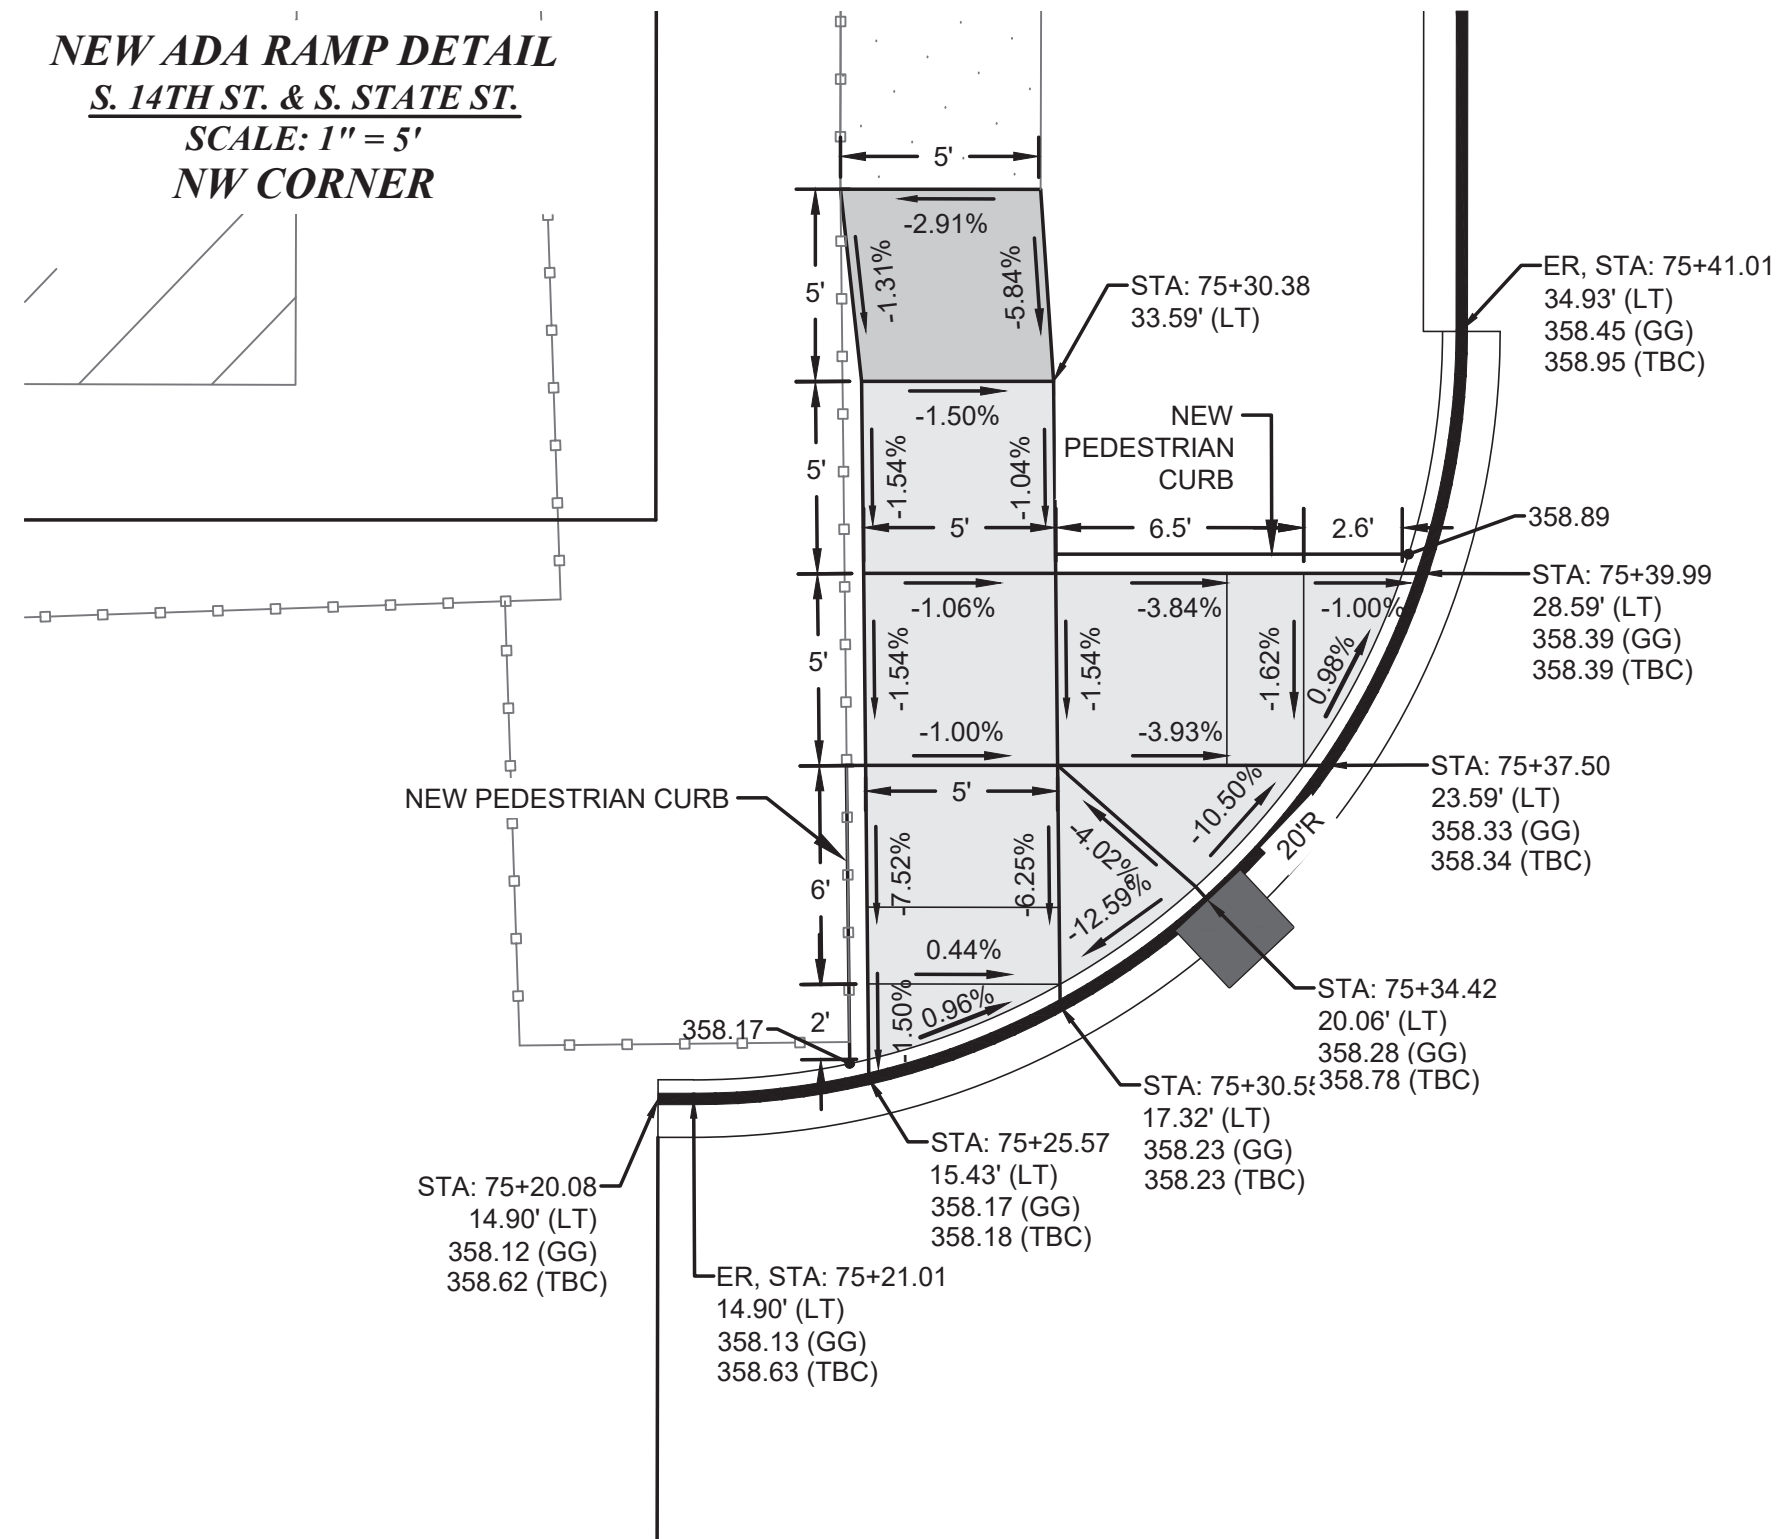 NEW ADA RAMP DETAIL
S. 14TH ST. & S. STATE ST.
SCALE: 1" = 5'
NW CORNER
5'
-2.91%
5'
-1.31%
-5.84%
STA: 75+30.38
33.59' (LT)
ER, STA: 75+41.01
34.93' (LT)
358.45 (GG)
358.95 (TBC)
-1.50%
NEW
PEDESTRIAN
CURB
5'
-1.54%
-1.04%
5'
6.5'
2.6'
358.89
-1.06%
-3.84%
-1.00%
STA: 75+39.99
28.59' (LT)
358.39 (GG)
358.39 (TBC)
5'
-1.54%
-1.54%
-1.62%
0.98%
-1.00%
-3.93%
STA: 75+37.50
23.59' (LT)
358.33 (GG)
358.34 (TBC)
NEW PEDESTRIAN CURB
5'
-10.50%
20'R
6'
-7.52%
-6.25%
-4.02%
-12.59%
0.44%
STA: 75+34.42
20.06' (LT)
358.28 (GG)
358.78 (TBC)
358.17
2'
1.50%
0.96%
STA: 75+30.55
17.32' (LT)
358.23 (GG)
358.23 (TBC)
STA: 75+25.57
15.43' (LT)
358.17 (GG)
358.18 (TBC)
STA: 75+20.08
14.90' (LT)
358.12 (GG)
358.62 (TBC)
ER, STA: 75+21.01
14.90' (LT)
358.13 (GG)
358.63 (TBC)